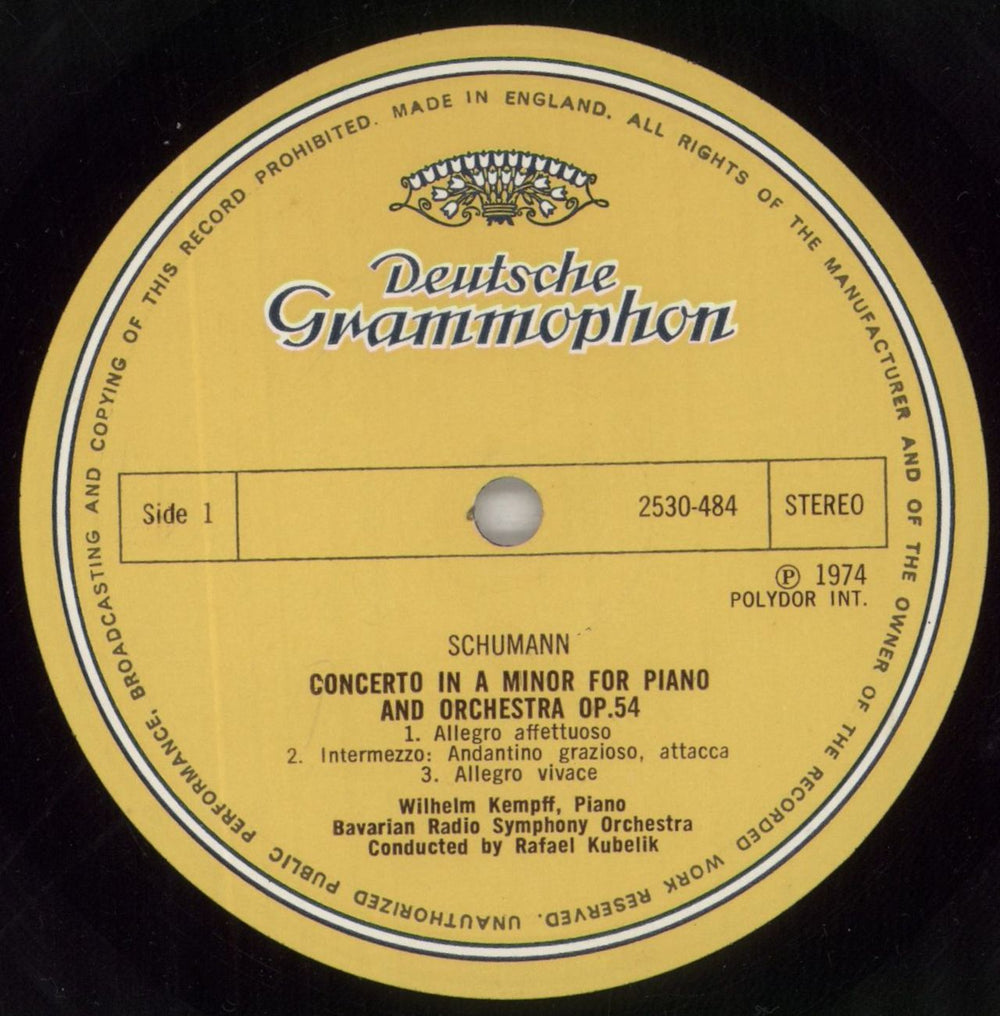 MADE IN ENGLAND. ALL RIGHTS OF THE MANUFACTURER AND OF THE OWNER OF THE RECORDED WORK RESERVED. UNAUTHORIZED PUBLIC PERFORMANCE, BROADCASTING AND COPYING OF THIS RECORD PROHIBITED.
Deutsche
Grammophon
Side 1 2530-484 STEREO
Ⓟ 1974
POLYDOR INT.
SCHUMANN
CONCERTO IN A MINOR FOR PIANO
AND ORCHESTRA OP.54
1. Allegro affettuoso
2. Intermezzo: Andantino grazioso, attacca
3. Allegro vivace
Wilhelm Kempff, Piano
Bavarian Radio Symphony Orchestra
Conducted by Rafael Kubelik